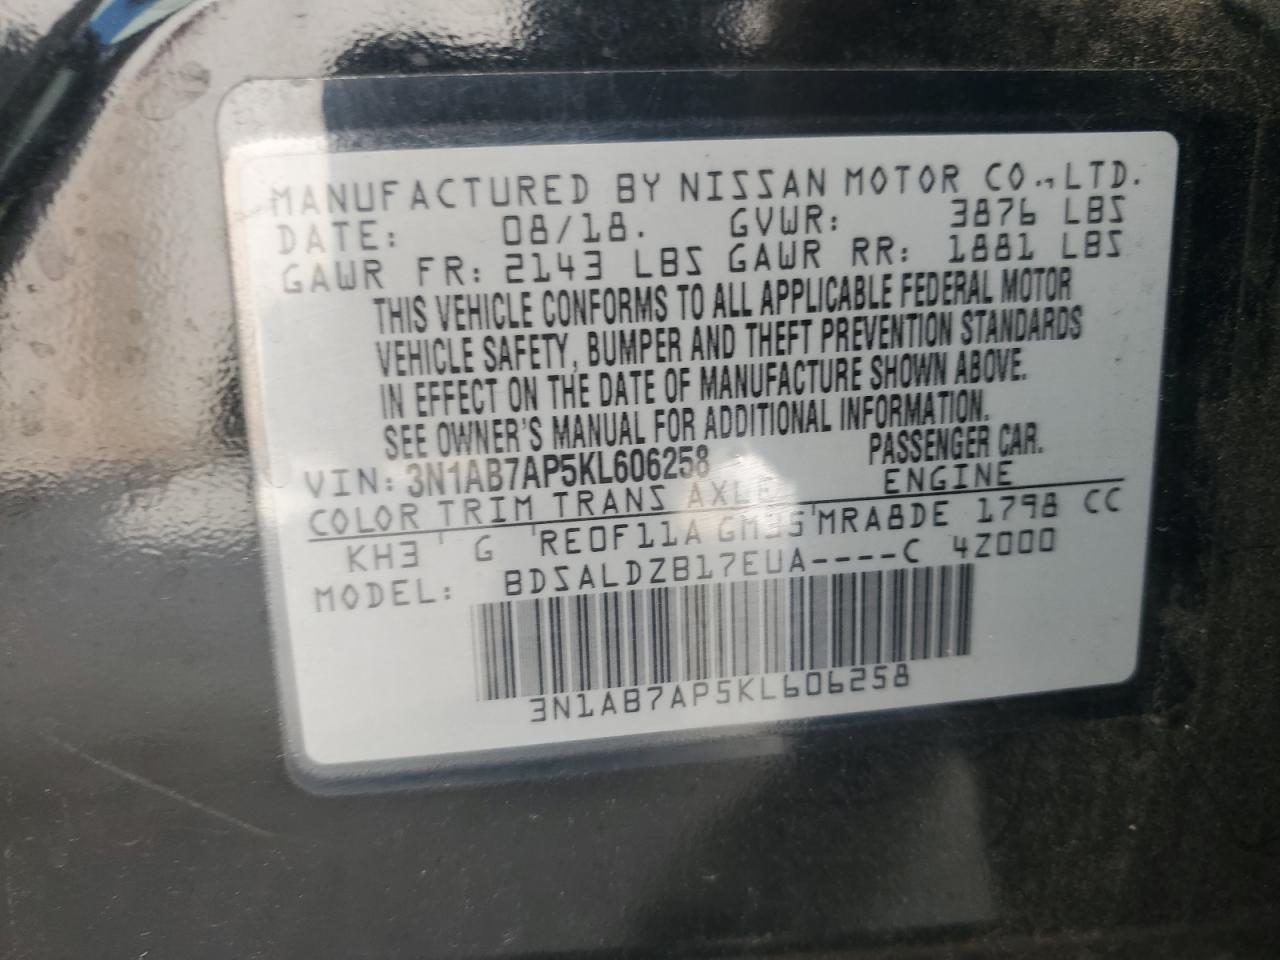 MANUFACTURED BY NISSAN MOTOR CO., LTD.
DATE: 08/18. GVWR: 3876 LBS
GAWR FR: 2143 LBS GAWR RR: 1881 LBS
THIS VEHICLE CONFORMS TO ALL APPLICABLE FEDERAL MOTOR
VEHICLE SAFETY, BUMPER AND THEFT PREVENTION STANDARDS
IN EFFECT ON THE DATE OF MANUFACTURE SHOWN ABOVE.
SEE OWNER'S MANUAL FOR ADDITIONAL INFORMATION.
VIN: 3N1AB7AP5KL606258 PASSENGER CAR.
COLOR TRIM TRANS AXLE ENGINE
KH3 G RE0F11A MRA8DE 1798 CC
MODEL: BDSALDZB17EUA----C 4Z000
3N1AB7AP5KL606258